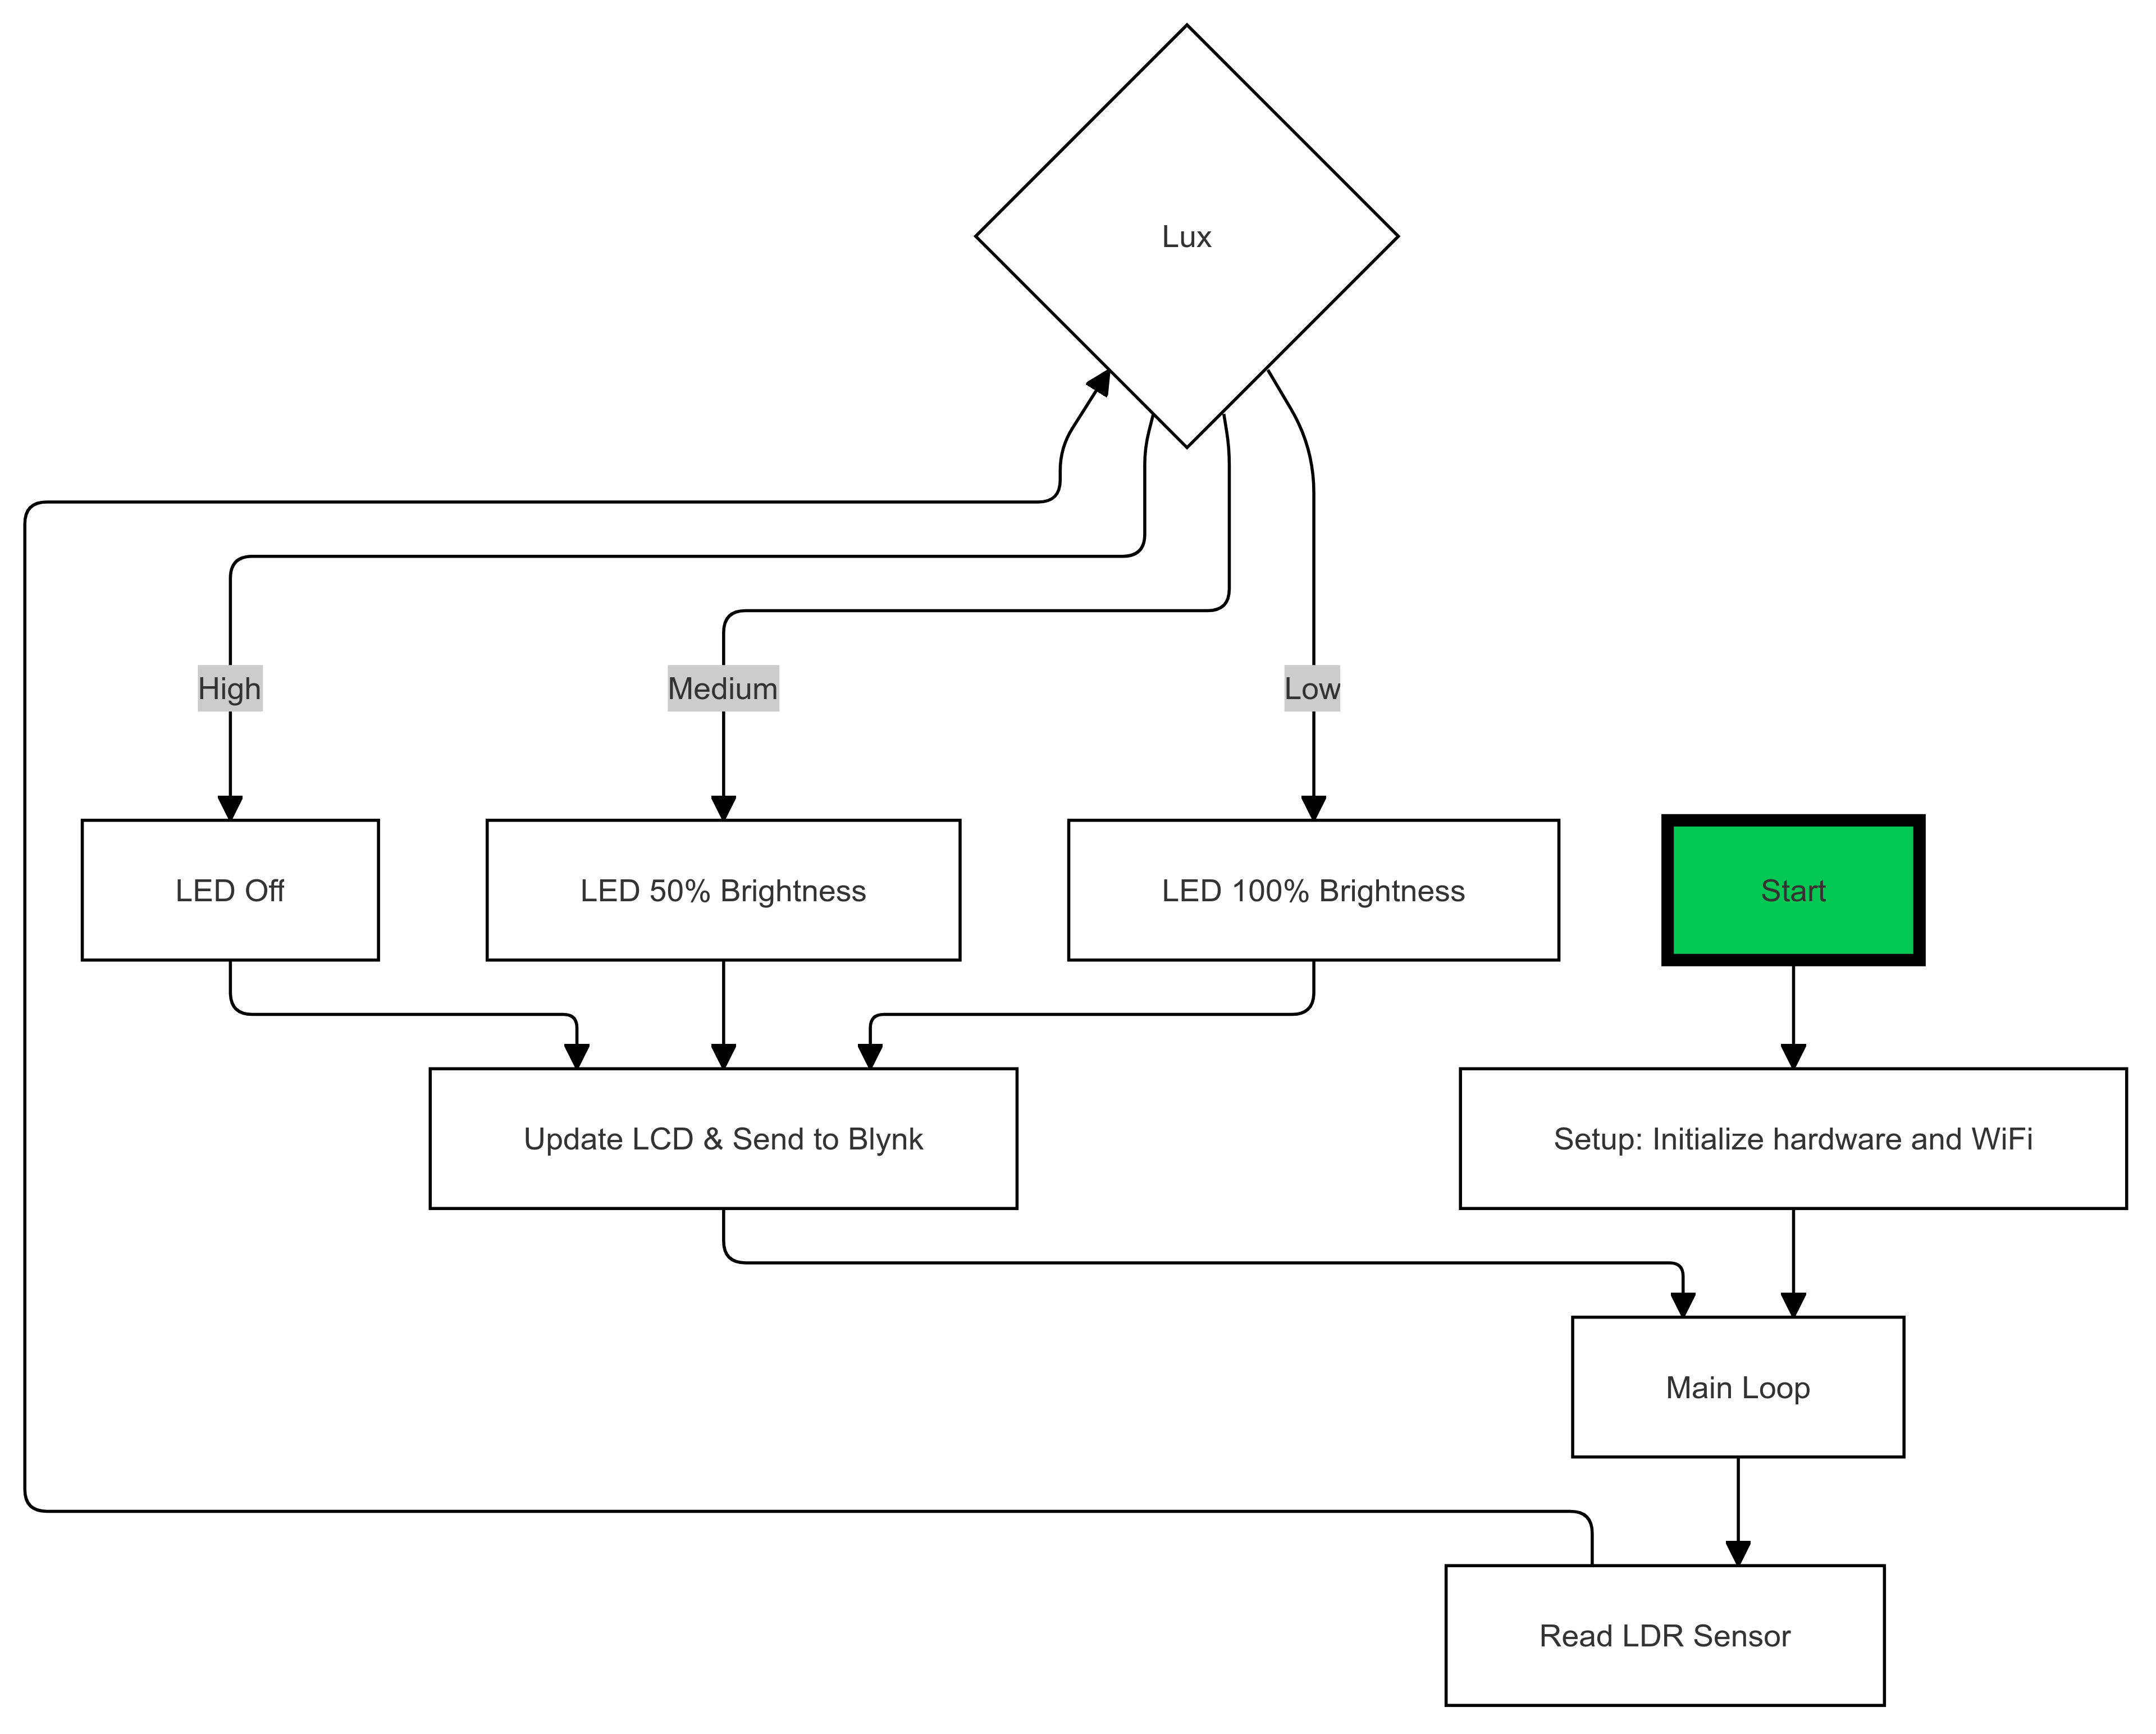 Lux
High
Medium
Low
LED Off
LED 50% Brightness
LED 100% Brightness
Start
Update LCD & Send to Blynk
Setup: Initialize hardware and WiFi
Main Loop
Read LDR Sensor